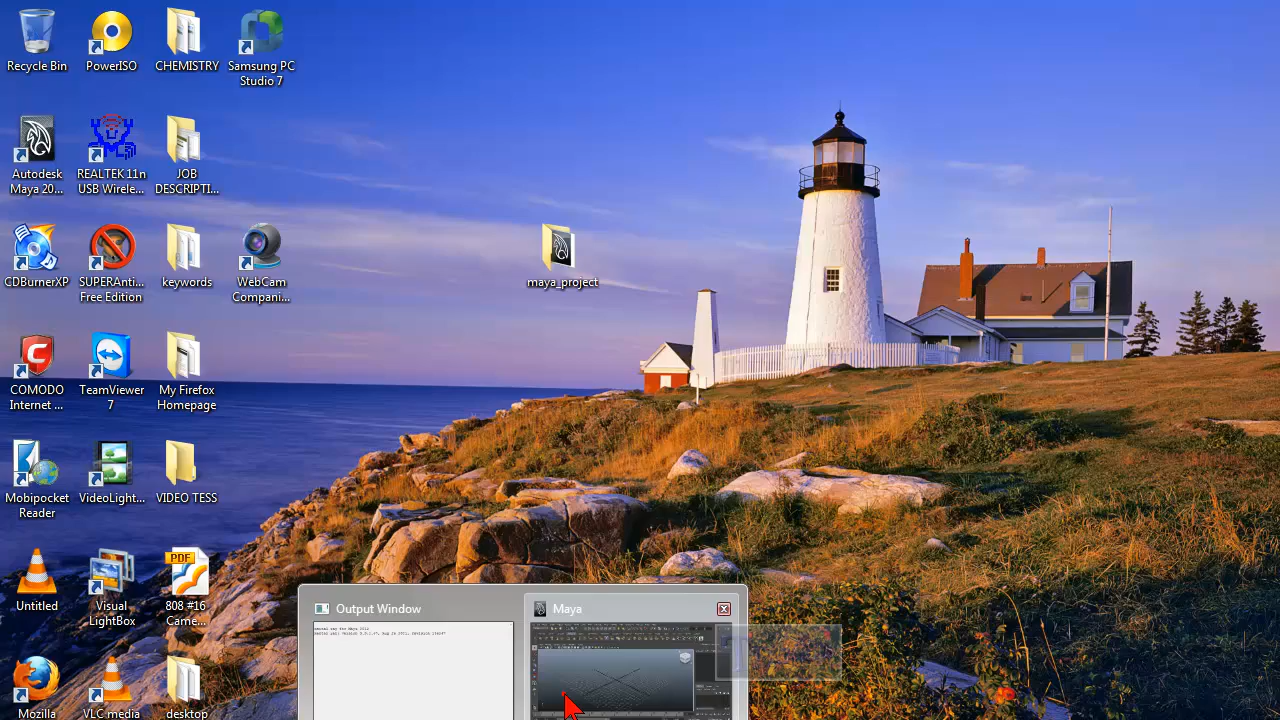 Recycle Bin
PowerISO
CHEMISTRY
Samsung PC
Studio 7
Autodesk
Maya 20...
REALTEK 11n
USB Wirele...
JOB
DESCRIPTI...
CDBurnerXP
SUPERAnti...
Free Edition
keywords
WebCam
Compani...
maya_project
COMODO
Internet ...
TeamViewer
7
My Firefox
Homepage
Mobipocket
Reader
VideoLight...
VIDEO TESS
Untitled
Visual
LightBox
PDF
808 #16
Came...
Mozilla
VLC media
desktop
Output Window
Maya